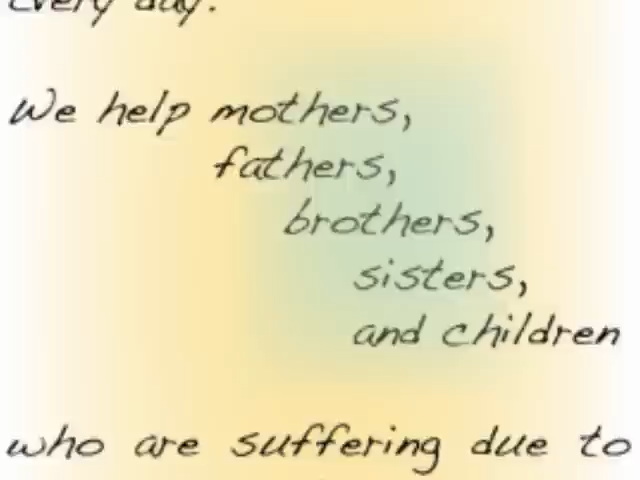 every day.
We help mothers,
fathers,
brothers,
sisters,
and children
who are suffering due to